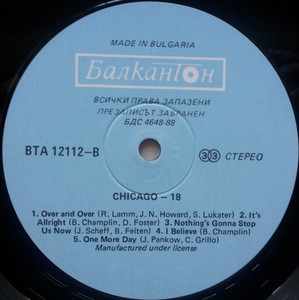 MADE IN BULGARIA
Балкантон
ВСИЧКИ ПРАВА ЗАПАЗЕНИ
ПРЕЗАПИСЪТ ЗАБРАНЕН
БДС 4648-88
ВТА 12112-В
33 СТЕРЕО
CHICAGO – 18
1. Over and Over (R. Lamm, J. N. Howard, S. Lukater) 2. It's
Allright (B. Champlin, D. Foster) 3. Nothing's Gonna Stop
Us Now (J. Scheff, B. Feiten) 4. I Believe (B. Champlin)
5. One More Day (J. Pankow, C. Grillo)
Manufactured under license